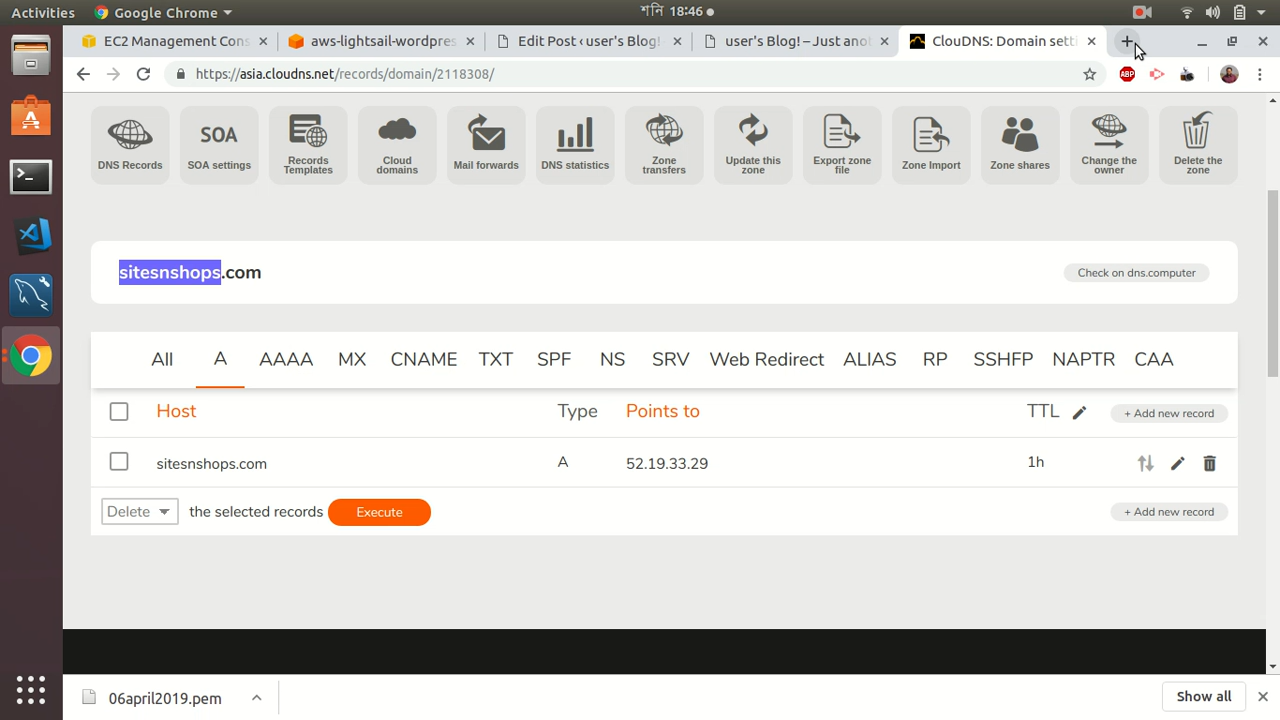 Activities Google Chrome শনি 18:46
EC2 Management Cons aws-lightsail-wordpres Edit Post ‹ user's Blog! user's Blog! – Just anot ClouDNS: Domain setti
https://asia.cloudns.net/records/domain/2118308/
ABP
DNS Records
SOA
SOA settings
Records Templates
Cloud domains
Mail forwards
DNS statistics
Zone transfers
Update this zone
Export zone file
Zone Import
Zone shares
Change the owner
Delete the zone
sitesnshops.com Check on dns.computer
All A AAAA MX CNAME TXT SPF NS SRV Web Redirect ALIAS RP SSHFP NAPTR CAA
Host Type Points to TTL + Add new record
sitesnshops.com A 52.19.33.29 1h
Delete the selected records Execute + Add new record
06april2019.pem Show all